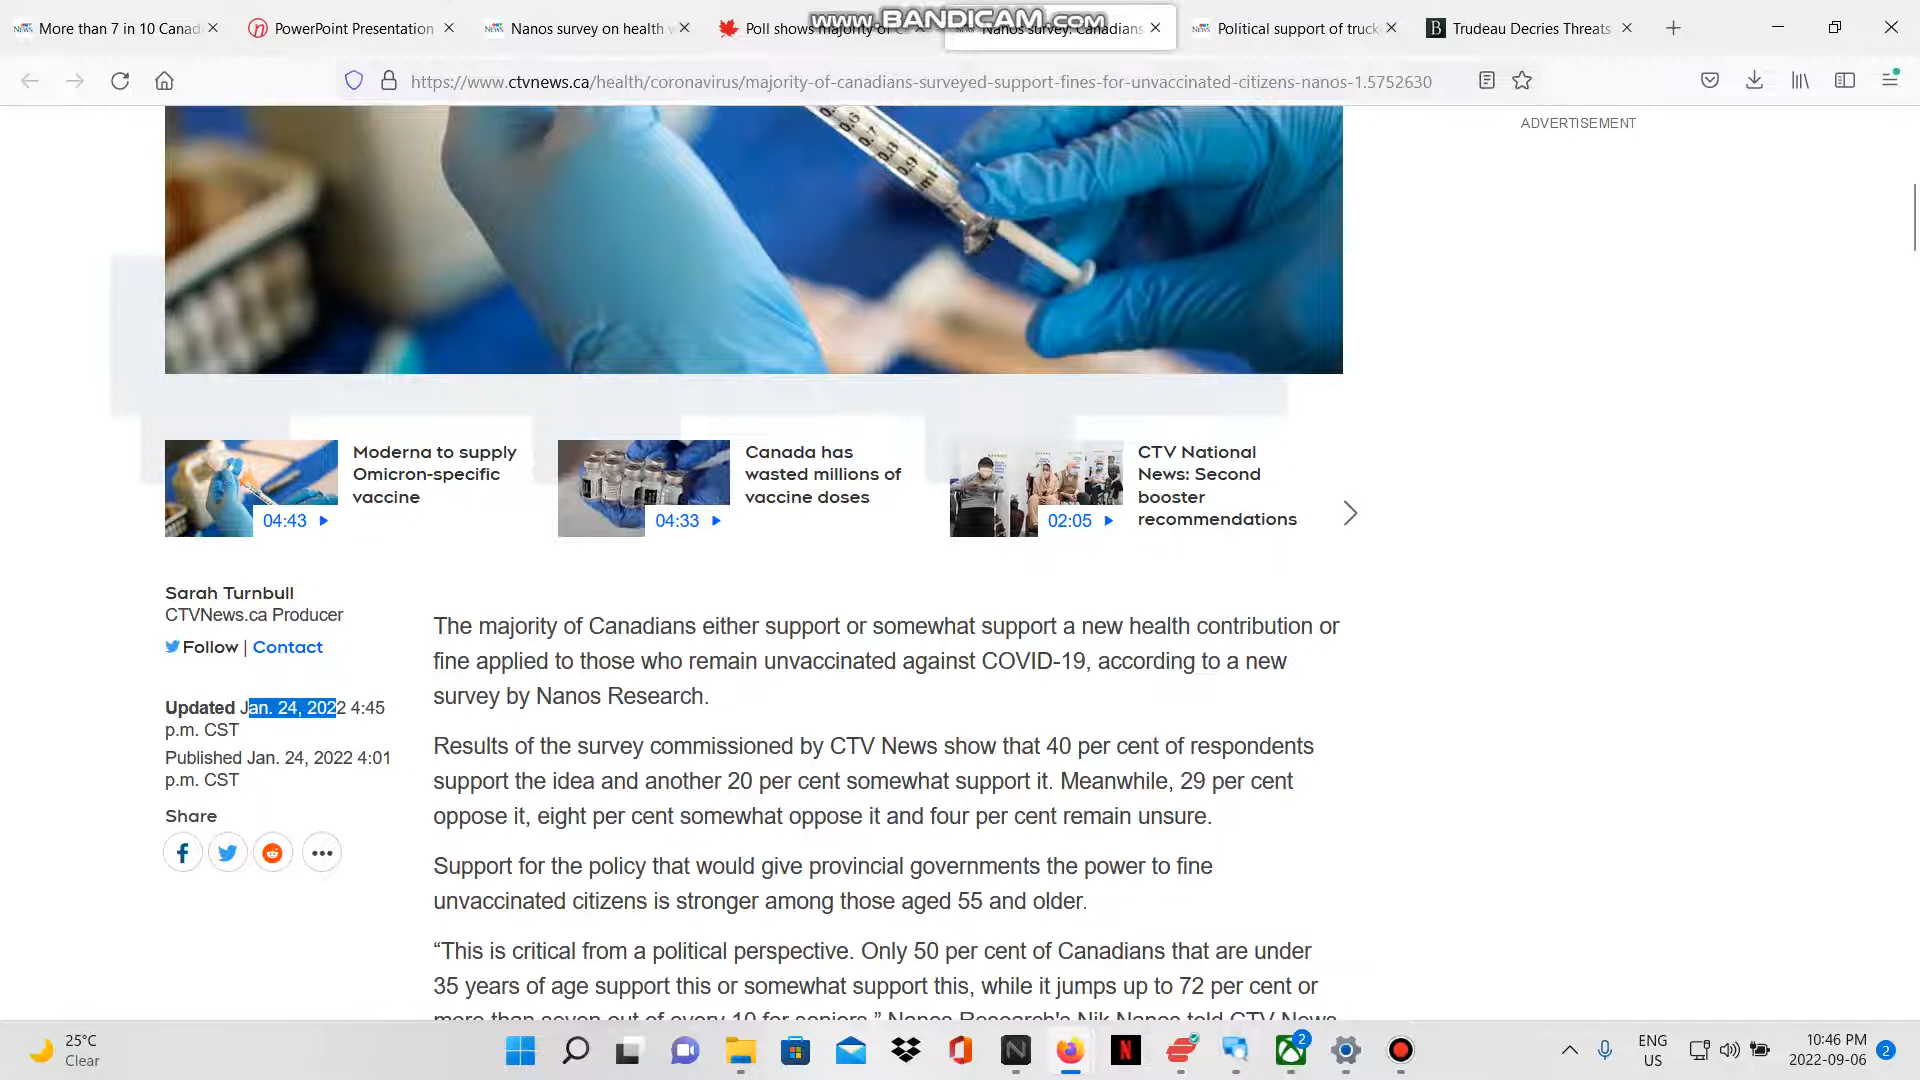 www.BANDICAM.com
More than 7 in 10 Canad
PowerPoint Presentation
Nanos survey on health
Poll shows majority of
Nanos survey: Canadians
Political support of truck
Trudeau Decries Threats
https://www.ctvnews.ca/health/coronavirus/majority-of-canadians-surveyed-support-fines-for-unvaccinated-citizens-nanos-1.5752630
ADVERTISEMENT
Moderna to supply
Omicron-specific
vaccine
04:43
Canada has
wasted millions of
vaccine doses
04:33
CTV National
News: Second
booster
recommendations
02:05
Sarah Turnbull
CTVNews.ca Producer
Follow | Contact
Updated Jan. 24, 2022 4:45
p.m. CST
Published Jan. 24, 2022 4:01
p.m. CST
Share
The majority of Canadians either support or somewhat support a new health contribution or
fine applied to those who remain unvaccinated against COVID-19, according to a new
survey by Nanos Research.
Results of the survey commissioned by CTV News show that 40 per cent of respondents
support the idea and another 20 per cent somewhat support it. Meanwhile, 29 per cent
oppose it, eight per cent somewhat oppose it and four per cent remain unsure.
Support for the policy that would give provincial governments the power to fine
unvaccinated citizens is stronger among those aged 55 and older.
“This is critical from a political perspective. Only 50 per cent of Canadians that are under
35 years of age support this or somewhat support this, while it jumps up to 72 per cent or
more than seven out of every 10 for seniors,” Nanos Research's Nik Nanos told CTV News
25°C
Clear
2
ENG
US
10:46 PM
2022-09-06
2